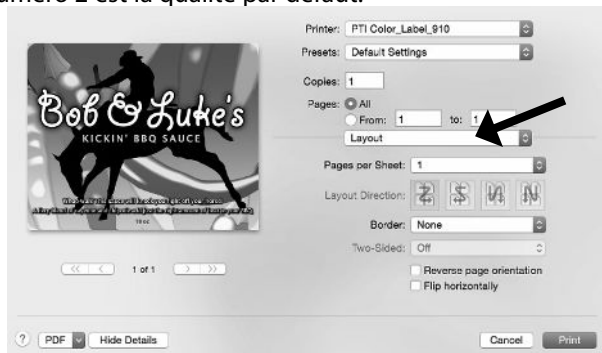 numéro 2 est la qualité par défaut.
Printer: PTI Color_Label_910
Presets: Default Settings
Copies: 1
Pages: All
From: 1 to: 1
Layout
Pages per Sheet: 1
Layout Direction:
Border: None
Two-Sided: Off
Reverse page orientation
Flip horizontally
Bob & Luke's
KICKIN' BBQ SAUCE
1 of 1
? PDF Hide Details Cancel Print